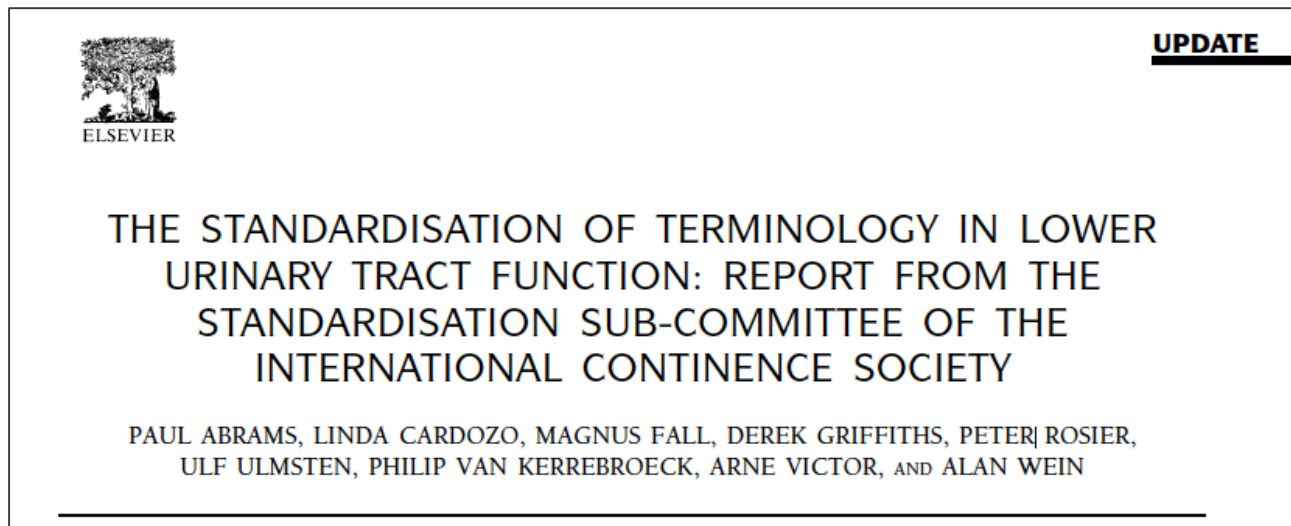 UPDATE
ELSEVIER
THE STANDARDISATION OF TERMINOLOGY IN LOWER
URINARY TRACT FUNCTION: REPORT FROM THE
STANDARDISATION SUB-COMMITTEE OF THE
INTERNATIONAL CONTINENCE SOCIETY
PAUL ABRAMS, LINDA CARDOZO, MAGNUS FALL, DEREK GRIFFITHS, PETER ROSIER,
ULF ULMSTEN, PHILIP VAN KERREBROECK, ARNE VICTOR, AND ALAN WEIN